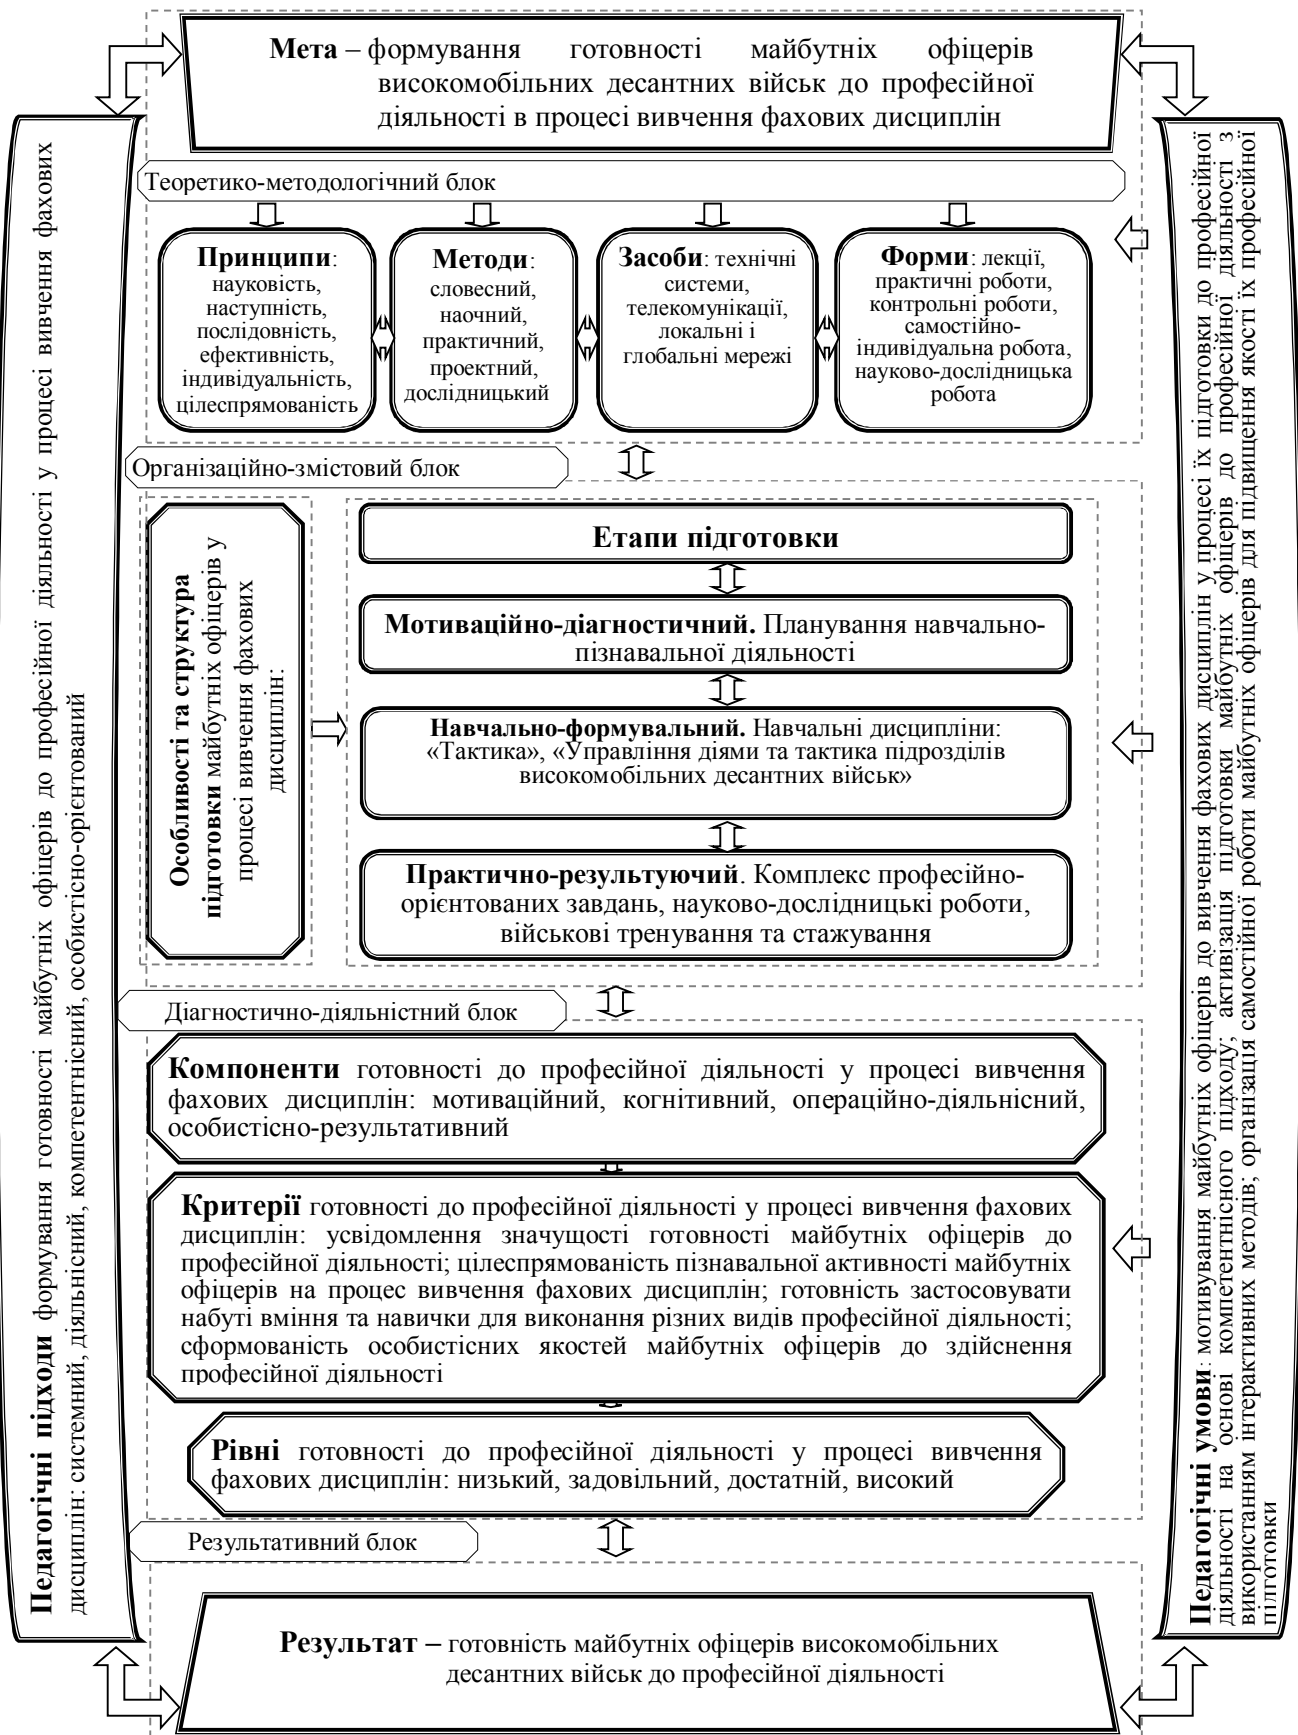 Мета – формування готовності майбутніх офіцерів
високомобільних десантних військ до професійної
діяльності в процесі вивчення фахових дисциплін
Теоретико-методологічний блок
Принципи:
науковість,
наступність,
послідовність,
ефективність,
індивідуальність,
цілеспрямованість
Методи:
словесний,
наочний,
практичний,
проектний,
дослідницький
Засоби: технічні
системи,
телекомунікації,
локальні і
глобальні мережі
Форми: лекції,
практичні роботи,
контрольні роботи,
самостійно-
індивідуальна робота,
науково-дослідницька
робота
Організаційно-змістовий блок
Особливості та структура
підготовки майбутніх офіцерів у
процесі вивчення фахових
дисциплін:
Етапи підготовки
Мотиваційно-діагностичний. Планування навчально-
пізнавальної діяльності
Навчально-формувальний. Навчальні дисципліни:
«Тактика», «Управління діями та тактика підрозділів
високомобільних десантних військ»
Практично-результуючий. Комплекс професійно-
орієнтованих завдань, науково-дослідницькі роботи,
військові тренування та стажування
Діагностично-діяльністний блок
Компоненти готовності до професійної діяльності у процесі вивчення
фахових дисциплін: мотиваційний, когнітивний, операційно-діяльнісний,
особистісно-результативний
Критерії готовності до професійної діяльності у процесі вивчення фахових
дисциплін: усвідомлення значущості готовності майбутніх офіцерів до
професійної діяльності; цілеспрямованість пізнавальної активності майбутніх
офіцерів на процес вивчення фахових дисциплін; готовність застосовувати
набуті вміння та навички для виконання різних видів професійної діяльності;
сформованість особистісних якостей майбутніх офіцерів до здійснення
професійної діяльності
Рівні готовності до професійної діяльності у процесі вивчення
фахових дисциплін: низький, задовільний, достатній, високий
Результативний блок
Результат – готовність майбутніх офіцерів високомобільних
десантних військ до професійної діяльності
Педагогічні підходи формування готовності майбутніх офіцерів до професійної діяльності у процесі вивчення фахових
дисциплін: системний, діяльнісний, компетентнісний, особистісно-орієнтований
Педагогічні умови: мотивування майбутніх офіцерів до вивчення фахових дисциплін у процесі їх підготовки до професійної
діяльності на основі компетентнісного підходу; активізація підготовки майбутніх офіцерів до професійної діяльності з
використанням інтерактивних методів; організація самостійної роботи майбутніх офіцерів для підвищення якості їх професійної
підготовки